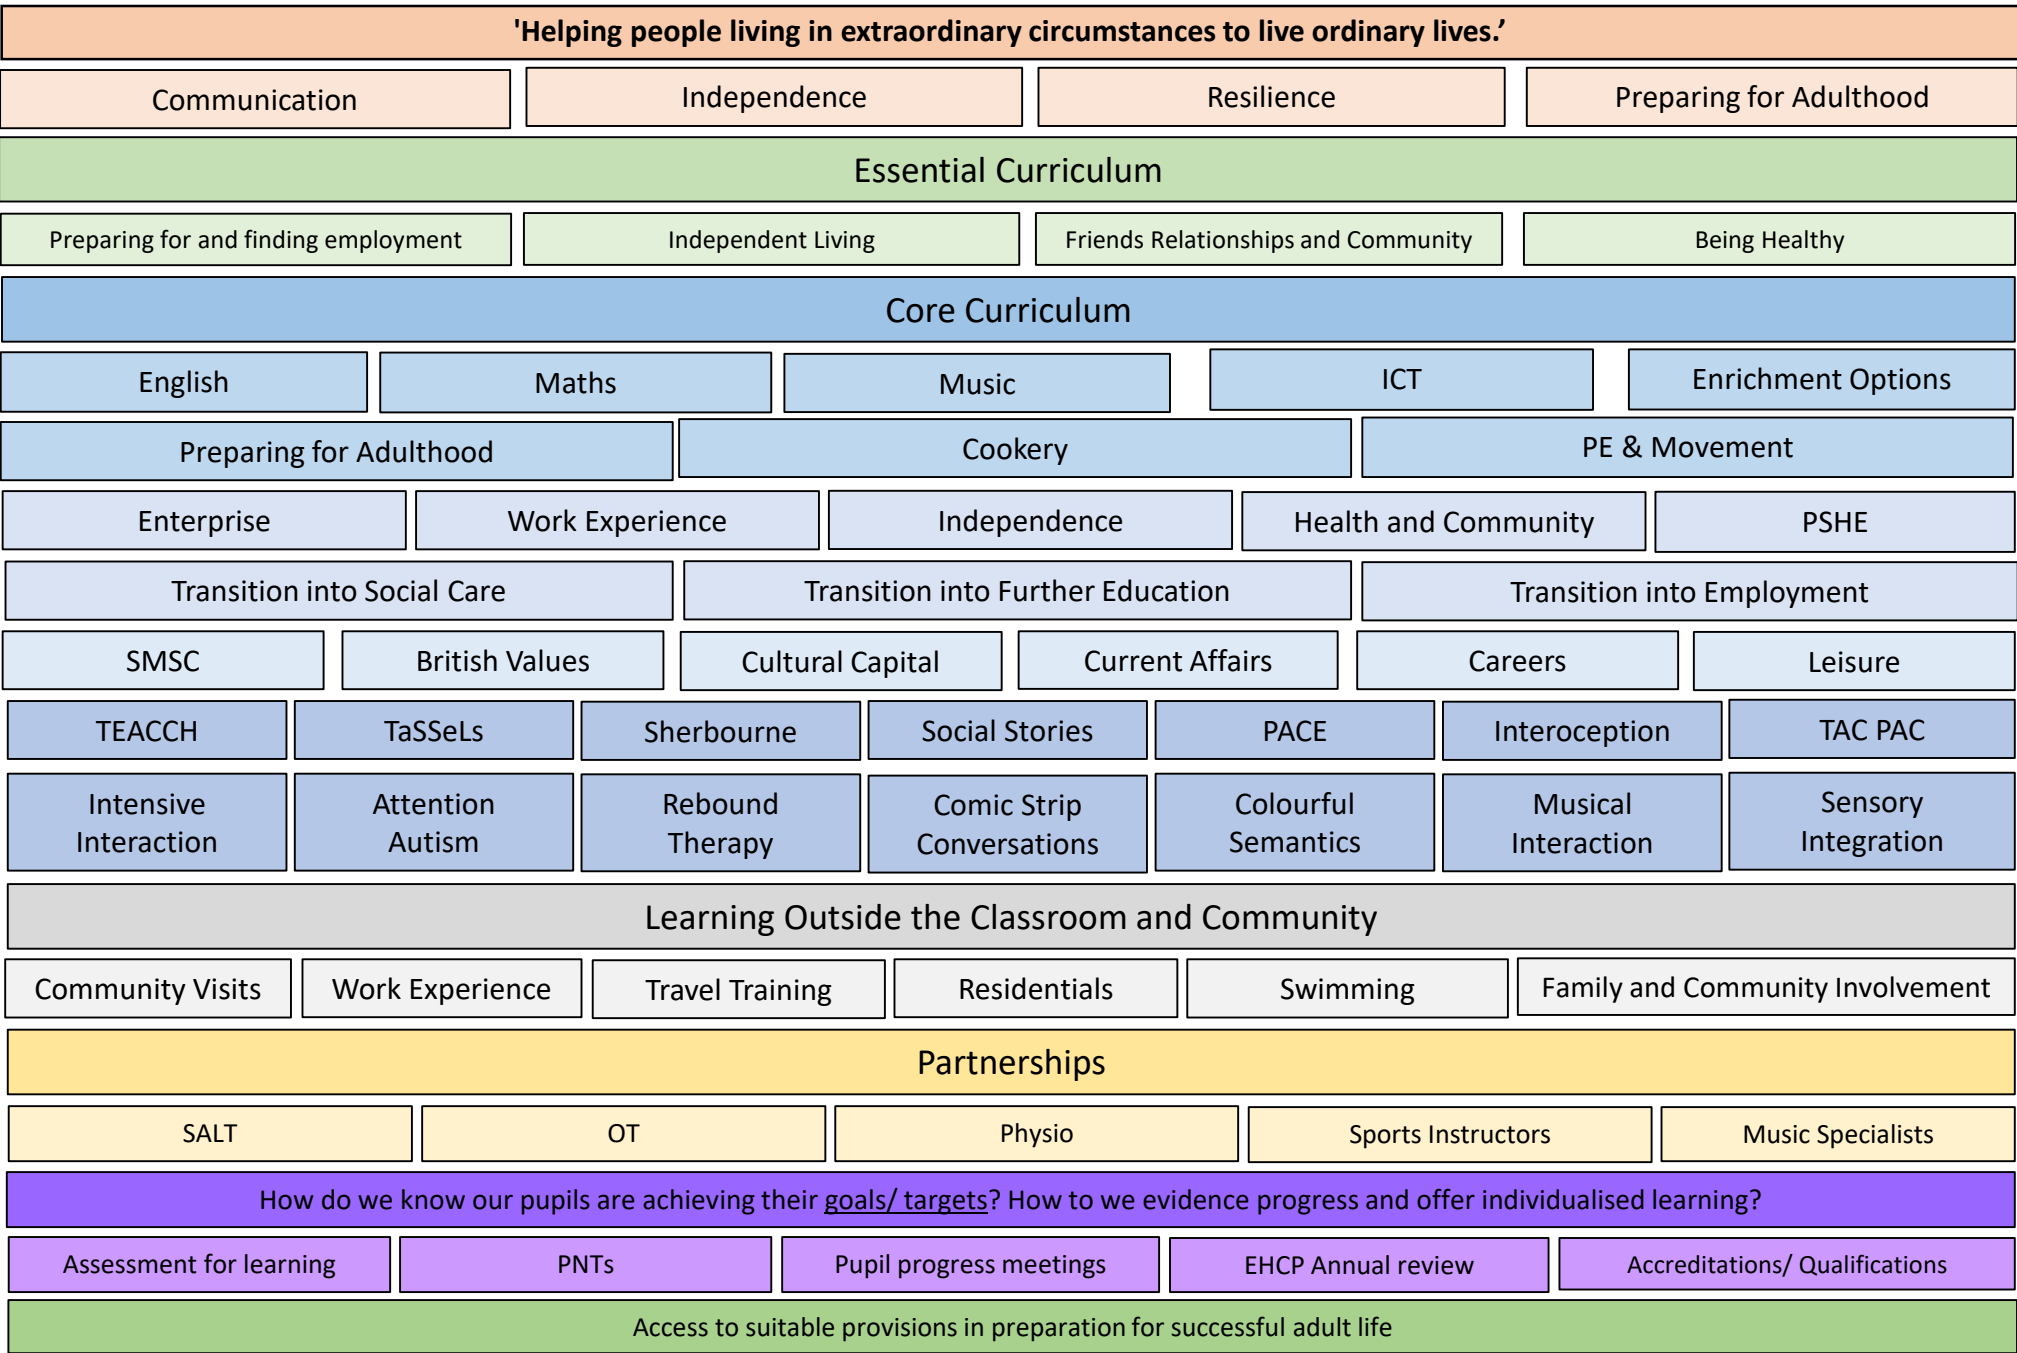 'Helping people living in extraordinary circumstances to live ordinary lives.’
Communication
Independence
Resilience
Preparing for Adulthood
Essential Curriculum
Preparing for and finding employment
Independent Living
Friends Relationships and Community
Being Healthy
Core Curriculum
English
Maths
Music
ICT
Enrichment Options
Preparing for Adulthood
Cookery
PE & Movement
Enterprise
Work Experience
Independence
Health and Community
PSHE
Transition into Social Care
Transition into Further Education
Transition into Employment
SMSC
British Values
Cultural Capital
Current Affairs
Careers
Leisure
TEACCH
TaSSeLs
Sherbourne
Social Stories
PACE
Interoception
TAC PAC
Intensive
Interaction
Attention
Autism
Rebound
Therapy
Comic Strip
Conversations
Colourful
Semantics
Musical
Interaction
Sensory
Integration
Learning Outside the Classroom and Community
Community Visits
Work Experience
Travel Training
Residentials
Swimming
Family and Community Involvement
Partnerships
SALT
OT
Physio
Sports Instructors
Music Specialists
How do we know our pupils are achieving their goals/ targets? How to we evidence progress and offer individualised learning?
Assessment for learning
PNTs
Pupil progress meetings
EHCP Annual review
Accreditations/ Qualifications
Access to suitable provisions in preparation for successful adult life